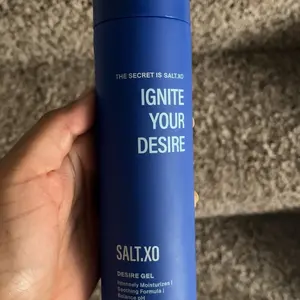 THE SECRET IS SALT.XO
IGNITE
YOUR
DESIRE
SALT.XO
DESIRE GEL
Intensely Moisturizes |
Soothing Formula |
Balance pH